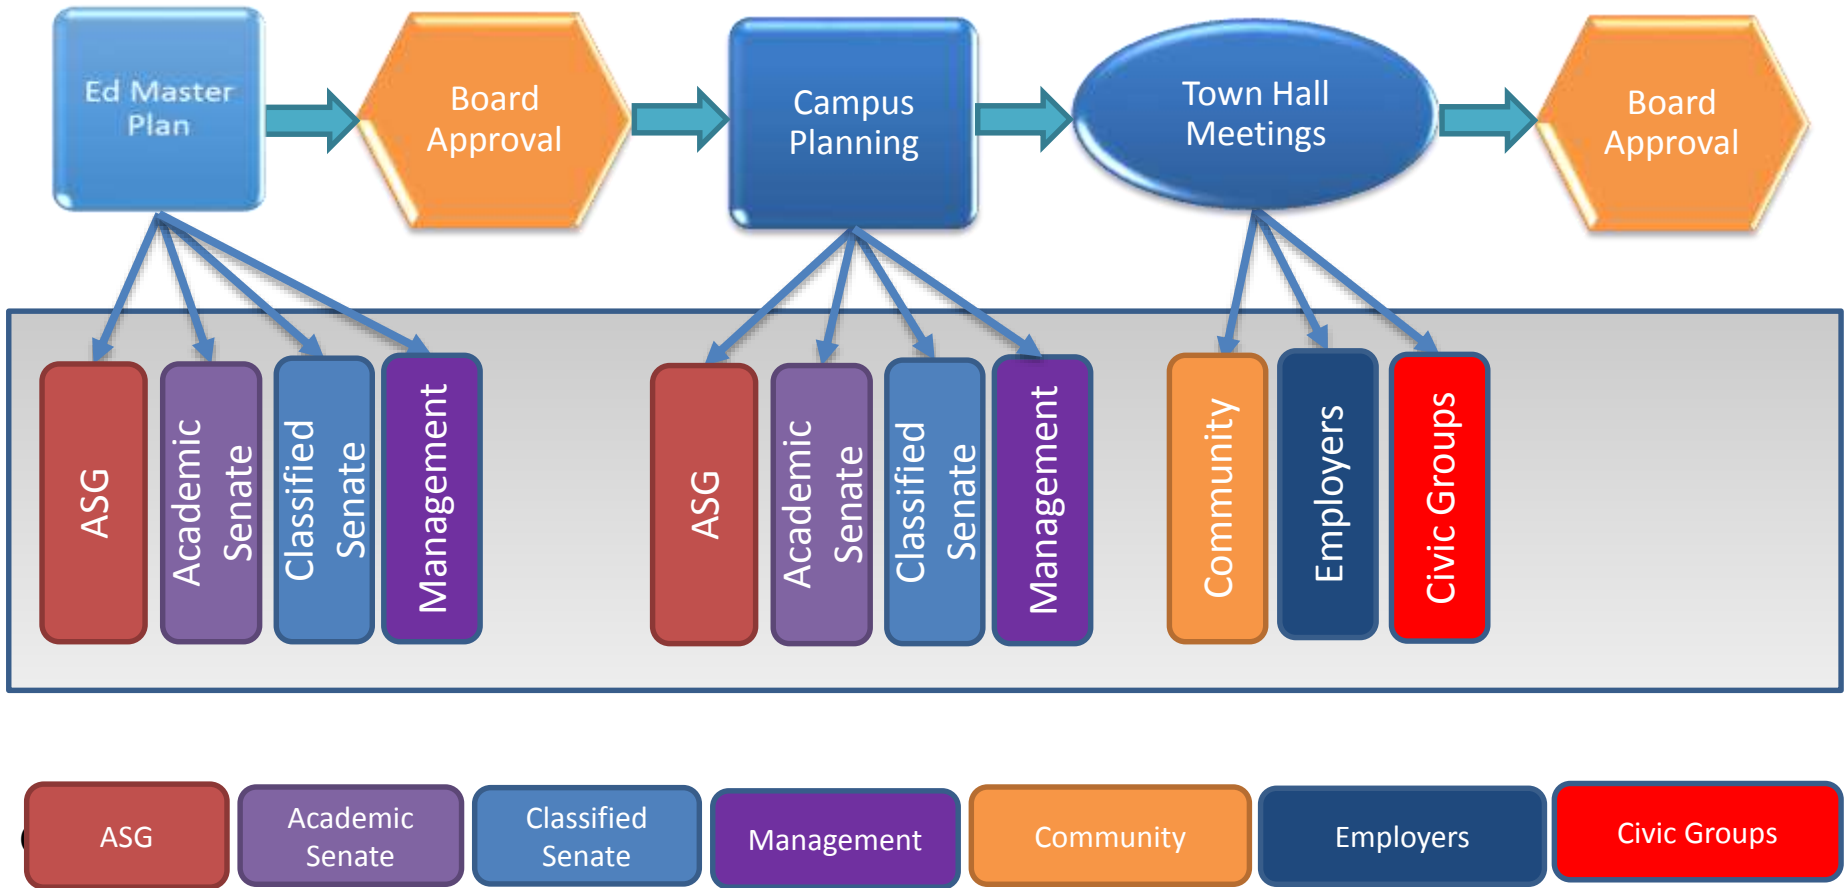 Ed Master
Plan
Board
Approval
Campus
Planning
Town Hall
Meetings
Board
Approval
ASG
Academic
Senate
Classified
Senate
Management
ASG
Academic
Senate
Classified
Senate
Management
Community
Employers
Civic Groups
ASG
Academic
Senate
Classified
Senate
Management
Community
Employers
Civic Groups